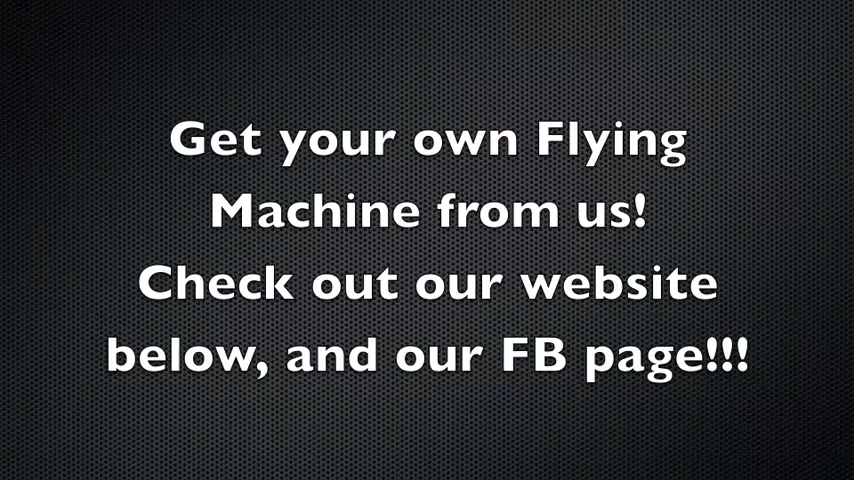 Get your own Flying
Machine from us!
Check out our website
below, and our FB page!!!